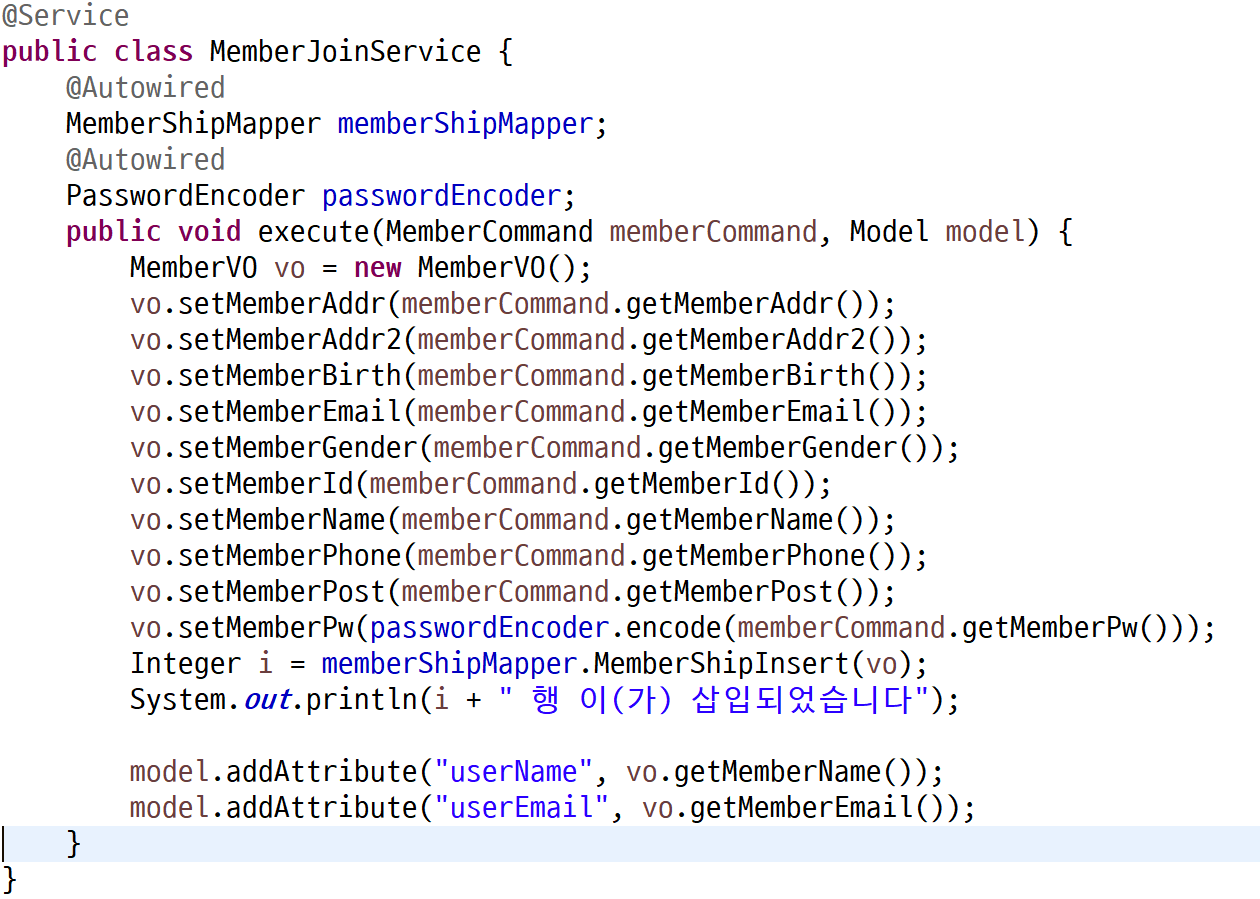 @Service
public class MemberJoinService {
@Autowired
MemberShipMapper memberShipMapper;
@Autowired
PasswordEncoder passwordEncoder;
public void execute(MemberCommand memberCommand, Model model) {
MemberVO vo = new MemberVO();
vo.setMemberAddr(memberCommand.getMemberAddr());
vo.setMemberAddr2(memberCommand.getMemberAddr2());
vo.setMemberBirth(memberCommand.getMemberBirth());
vo.setMemberEmail(memberCommand.getMemberEmail());
vo.setMemberGender(memberCommand.getMemberGender());
vo.setMemberId(memberCommand.getMemberId());
vo.setMemberName(memberCommand.getMemberName());
vo.setMemberPhone(memberCommand.getMemberPhone());
vo.setMemberPost(memberCommand.getMemberPost());
vo.setMemberPw(passwordEncoder.encode(memberCommand.getMemberPw()));
Integer i = memberShipMapper.MemberShipInsert(vo);
System.out.println(i + " 행 이(가) 삽입되었습니다");
model.addAttribute("userName", vo.getMemberName());
model.addAttribute("userEmail", vo.getMemberEmail());
}
}